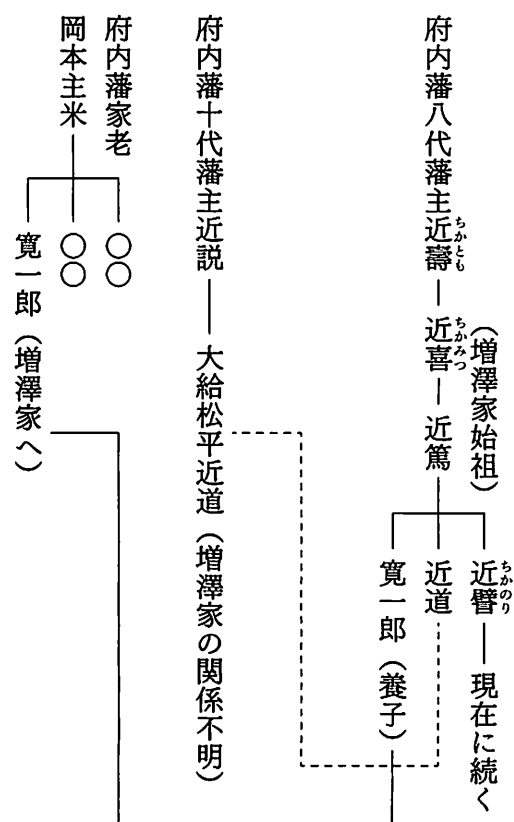 府内藩八代藩主近壽
ちかとも
近喜
ちかみつ
(増澤家始祖)
近篤
近
ちかのり
現在に続く
近道
寛一郎(養子)
府内藩十代藩主近説
大給松平近道(増澤家の関係不明)
府内藩家老
岡本主米
〇〇
〇〇
寛一郎(増澤家へ)